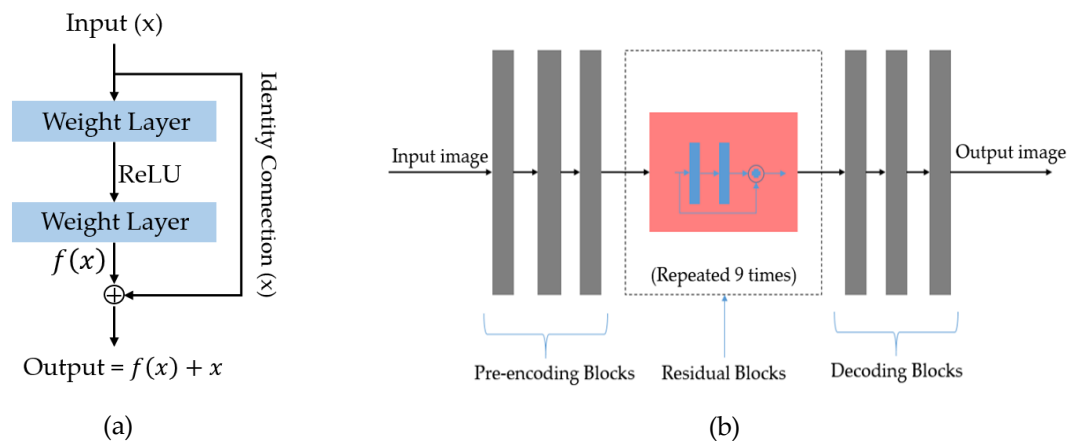 Input (x)
Weight Layer
ReLU
Weight Layer
f(x)
Identity Connection (x)
Output = f(x) + x
(a)
Input image
Output image
(Repeated 9 times)
Pre-encoding Blocks
Residual Blocks
Decoding Blocks
(b)